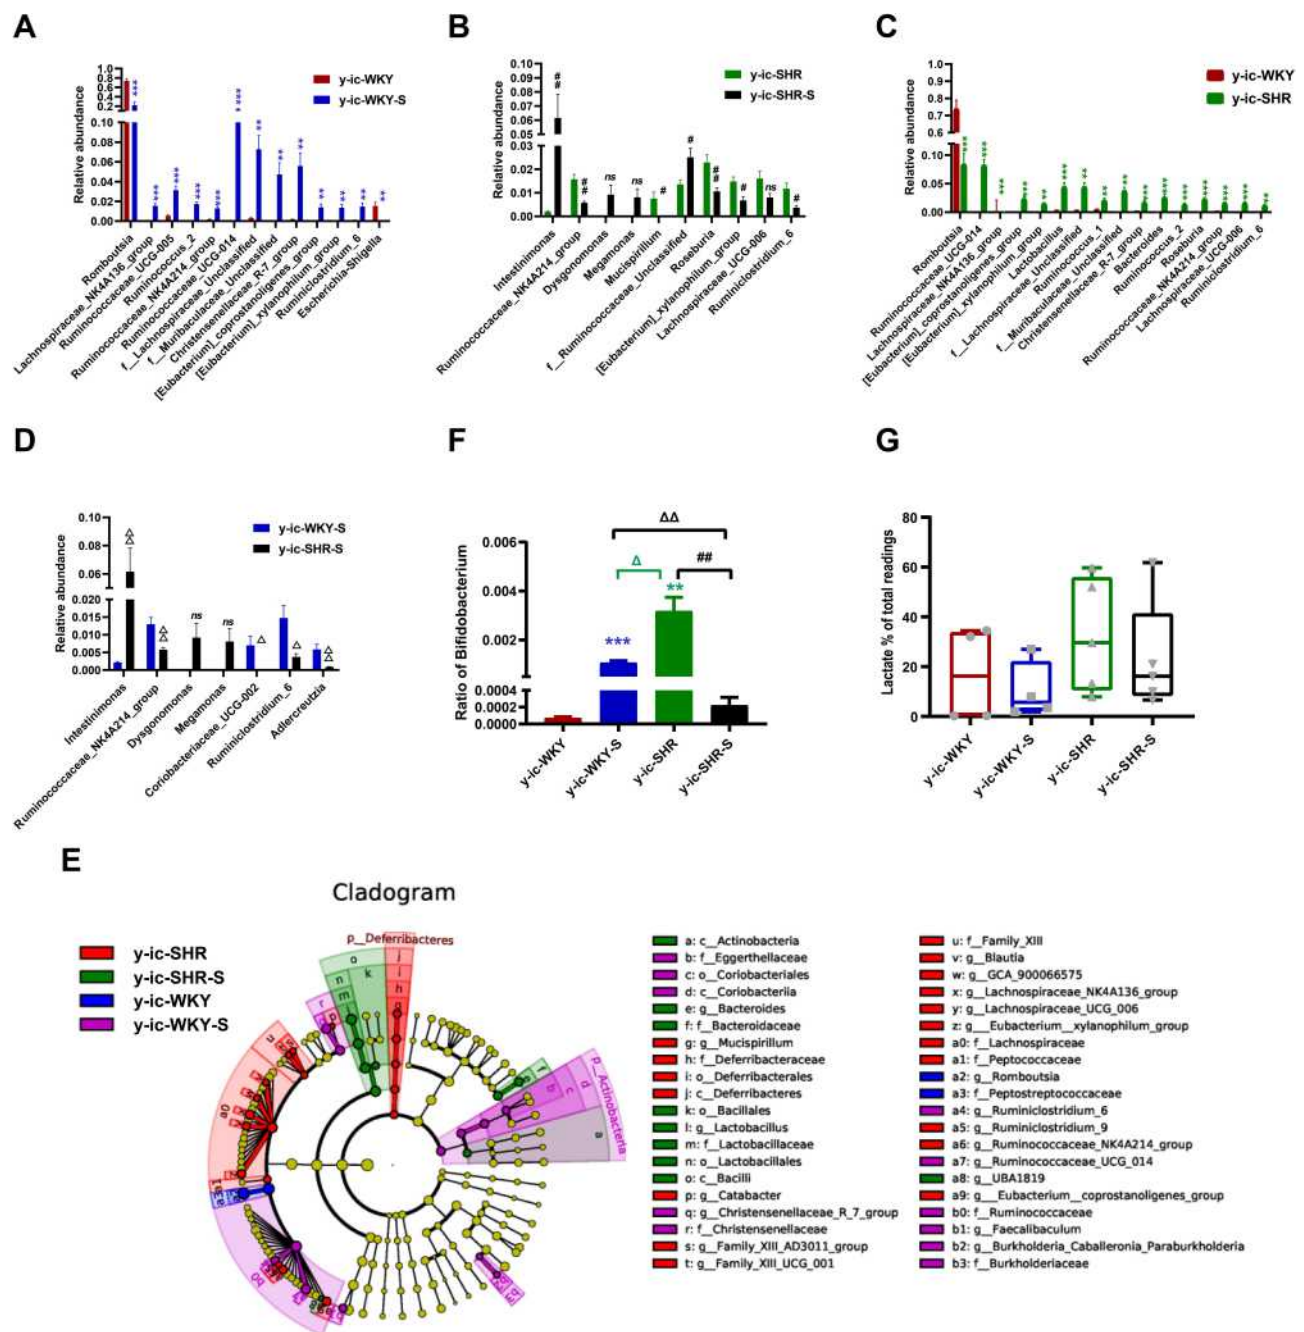 A
B
C
y-ic-WKY
y-ic-WKY-S
Relative abundance
1.0
0.8
0.6
0.4
0.2
0.10
0.08
0.06
0.04
0.02
0.00
Romboutsia
Lachnospiraceae_NK4A136_group
Ruminococcaceae_UCG-005
Ruminococcus_2
Ruminococcaceae_NK4A214_group
Ruminococcaceae_UCG-014
f__Lachnospiraceae_Unclassified
f__Muribaculaceae_Unclassified
Christensenellaceae_R-7_group
[Eubacterium]_coprostanoligenes_group
[Eubacterium]_xylanophilum_group
Ruminiclostridium_6
Escherichia-Shigella
y-ic-SHR
y-ic-SHR-S
Relative abundance
0.10
0.09
0.08
0.07
0.06
0.05
0.03
0.02
0.01
0.00
ns
ns
ns
Intestinimonas
Ruminococcaceae_NK4A214_group
Dysgonomonas
Megamonas
Mucispirillum
f__Ruminococcaceae_Unclassified
Roseburia
[Eubacterium]_xylanophilum_group
Lachnospiraceae_UCG-006
Ruminiclostridium_6
y-ic-WKY
y-ic-SHR
Relative abundance
1.0
0.9
0.8
0.7
0.6
0.10
0.05
0.00
Romboutsia
Ruminococcaceae_UCG-014
Lachnospiraceae_NK4A136_group
[Eubacterium]_coprostanoligenes_group
[Eubacterium]_xylanophilum_group
Lactobacillus
f__Lachnospiraceae_Unclassified
Ruminococcus_1
f__Muribaculaceae_Unclassified
Christensenellaceae_R-7_group
Bacteroides
Ruminococcus_2
Roseburia
Ruminococcaceae_NK4A214_group
Lachnospiraceae_UCG-006
Ruminiclostridium_6
D
F
G
y-ic-WKY-S
y-ic-SHR-S
Relative abundance
0.10
0.08
0.06
0.020
0.015
0.010
0.005
0.000
ns
ns
Intestinimonas
Ruminococcaceae_NK4A214_group
Dysgonomonas
Megamonas
Coriobacteriaceae_UCG-002
Ruminiclostridium_6
Adlercreutzia
Ratio of Bifidobacterium
0.006
0.004
0.002
0.0004
0.0002
0.0000
ΔΔ
Δ
##
***
**
y-ic-WKY
y-ic-WKY-S
y-ic-SHR
y-ic-SHR-S
Lactate % of total readings
80
60
40
20
0
y-ic-WKY
y-ic-WKY-S
y-ic-SHR
y-ic-SHR-S
E
Cladogram
y-ic-SHR
y-ic-SHR-S
y-ic-WKY
y-ic-WKY-S
p__Deferribacteres
p__Actinobacteria
a: c__Actinobacteria
b: f__Eggerthellaceae
c: o__Coriobacteriales
d: c__Coriobacteriia
e: g__Bacteroides
f: f__Bacteroidaceae
g: g__Mucispirillum
h: f__Deferribacteraceae
i: o__Deferribacterales
j: c__Deferribacteres
k: o__Bacillales
l: g__Lactobacillus
m: f__Lactobacillaceae
n: o__Lactobacillales
o: c__Bacilli
p: g__Catabacter
q: g__Christensenellaceae_R_7_group
r: f__Christensenellaceae
s: g__Family_XIII_AD3011_group
t: g__Family_XIII_UCG_001
u: f__Family_XIII
v: g__Blautia
w: g__GCA_900066575
x: g__Lachnospiraceae_NK4A136_group
y: g__Lachnospiraceae_UCG_006
z: g___Eubacterium__xylanophilum_group
a0: f__Lachnospiraceae
a1: f__Peptococcaceae
a2: g__Romboutsia
a3: f__Peptostreptococcaceae
a4: g__Ruminiclostridium_6
a5: g__Ruminiclostridium_9
a6: g__Ruminococcaceae_NK4A214_group
a7: g__Ruminococcaceae_UCG_014
a8: g__UBA1819
a9: g___Eubacterium__coprostanoligenes_group
b0: f__Ruminococcaceae
b1: g__Faecalibaculum
b2: g__Burkholderia_Caballeronia_Paraburkholderia
b3: f__Burkholderiaceae